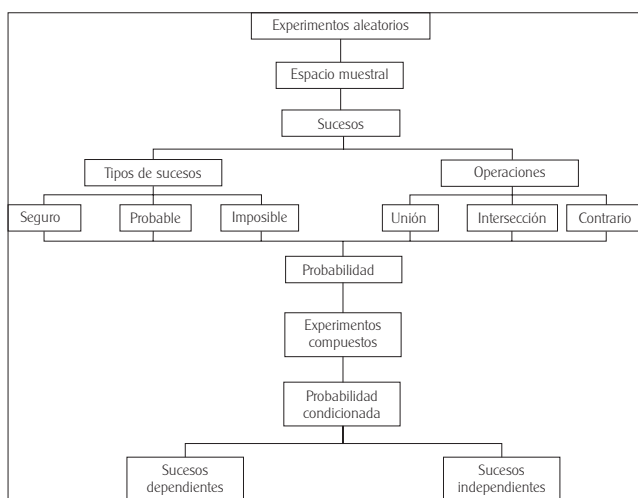 Experimentos aleatorios
Espacio muestral
Sucesos
Tipos de sucesos
Operaciones
Seguro
Probable
Imposible
Unión
Intersección
Contrario
Probabilidad
Experimentos
compuestos
Probabilidad
condicionada
Sucesos
dependientes
Sucesos
independientes